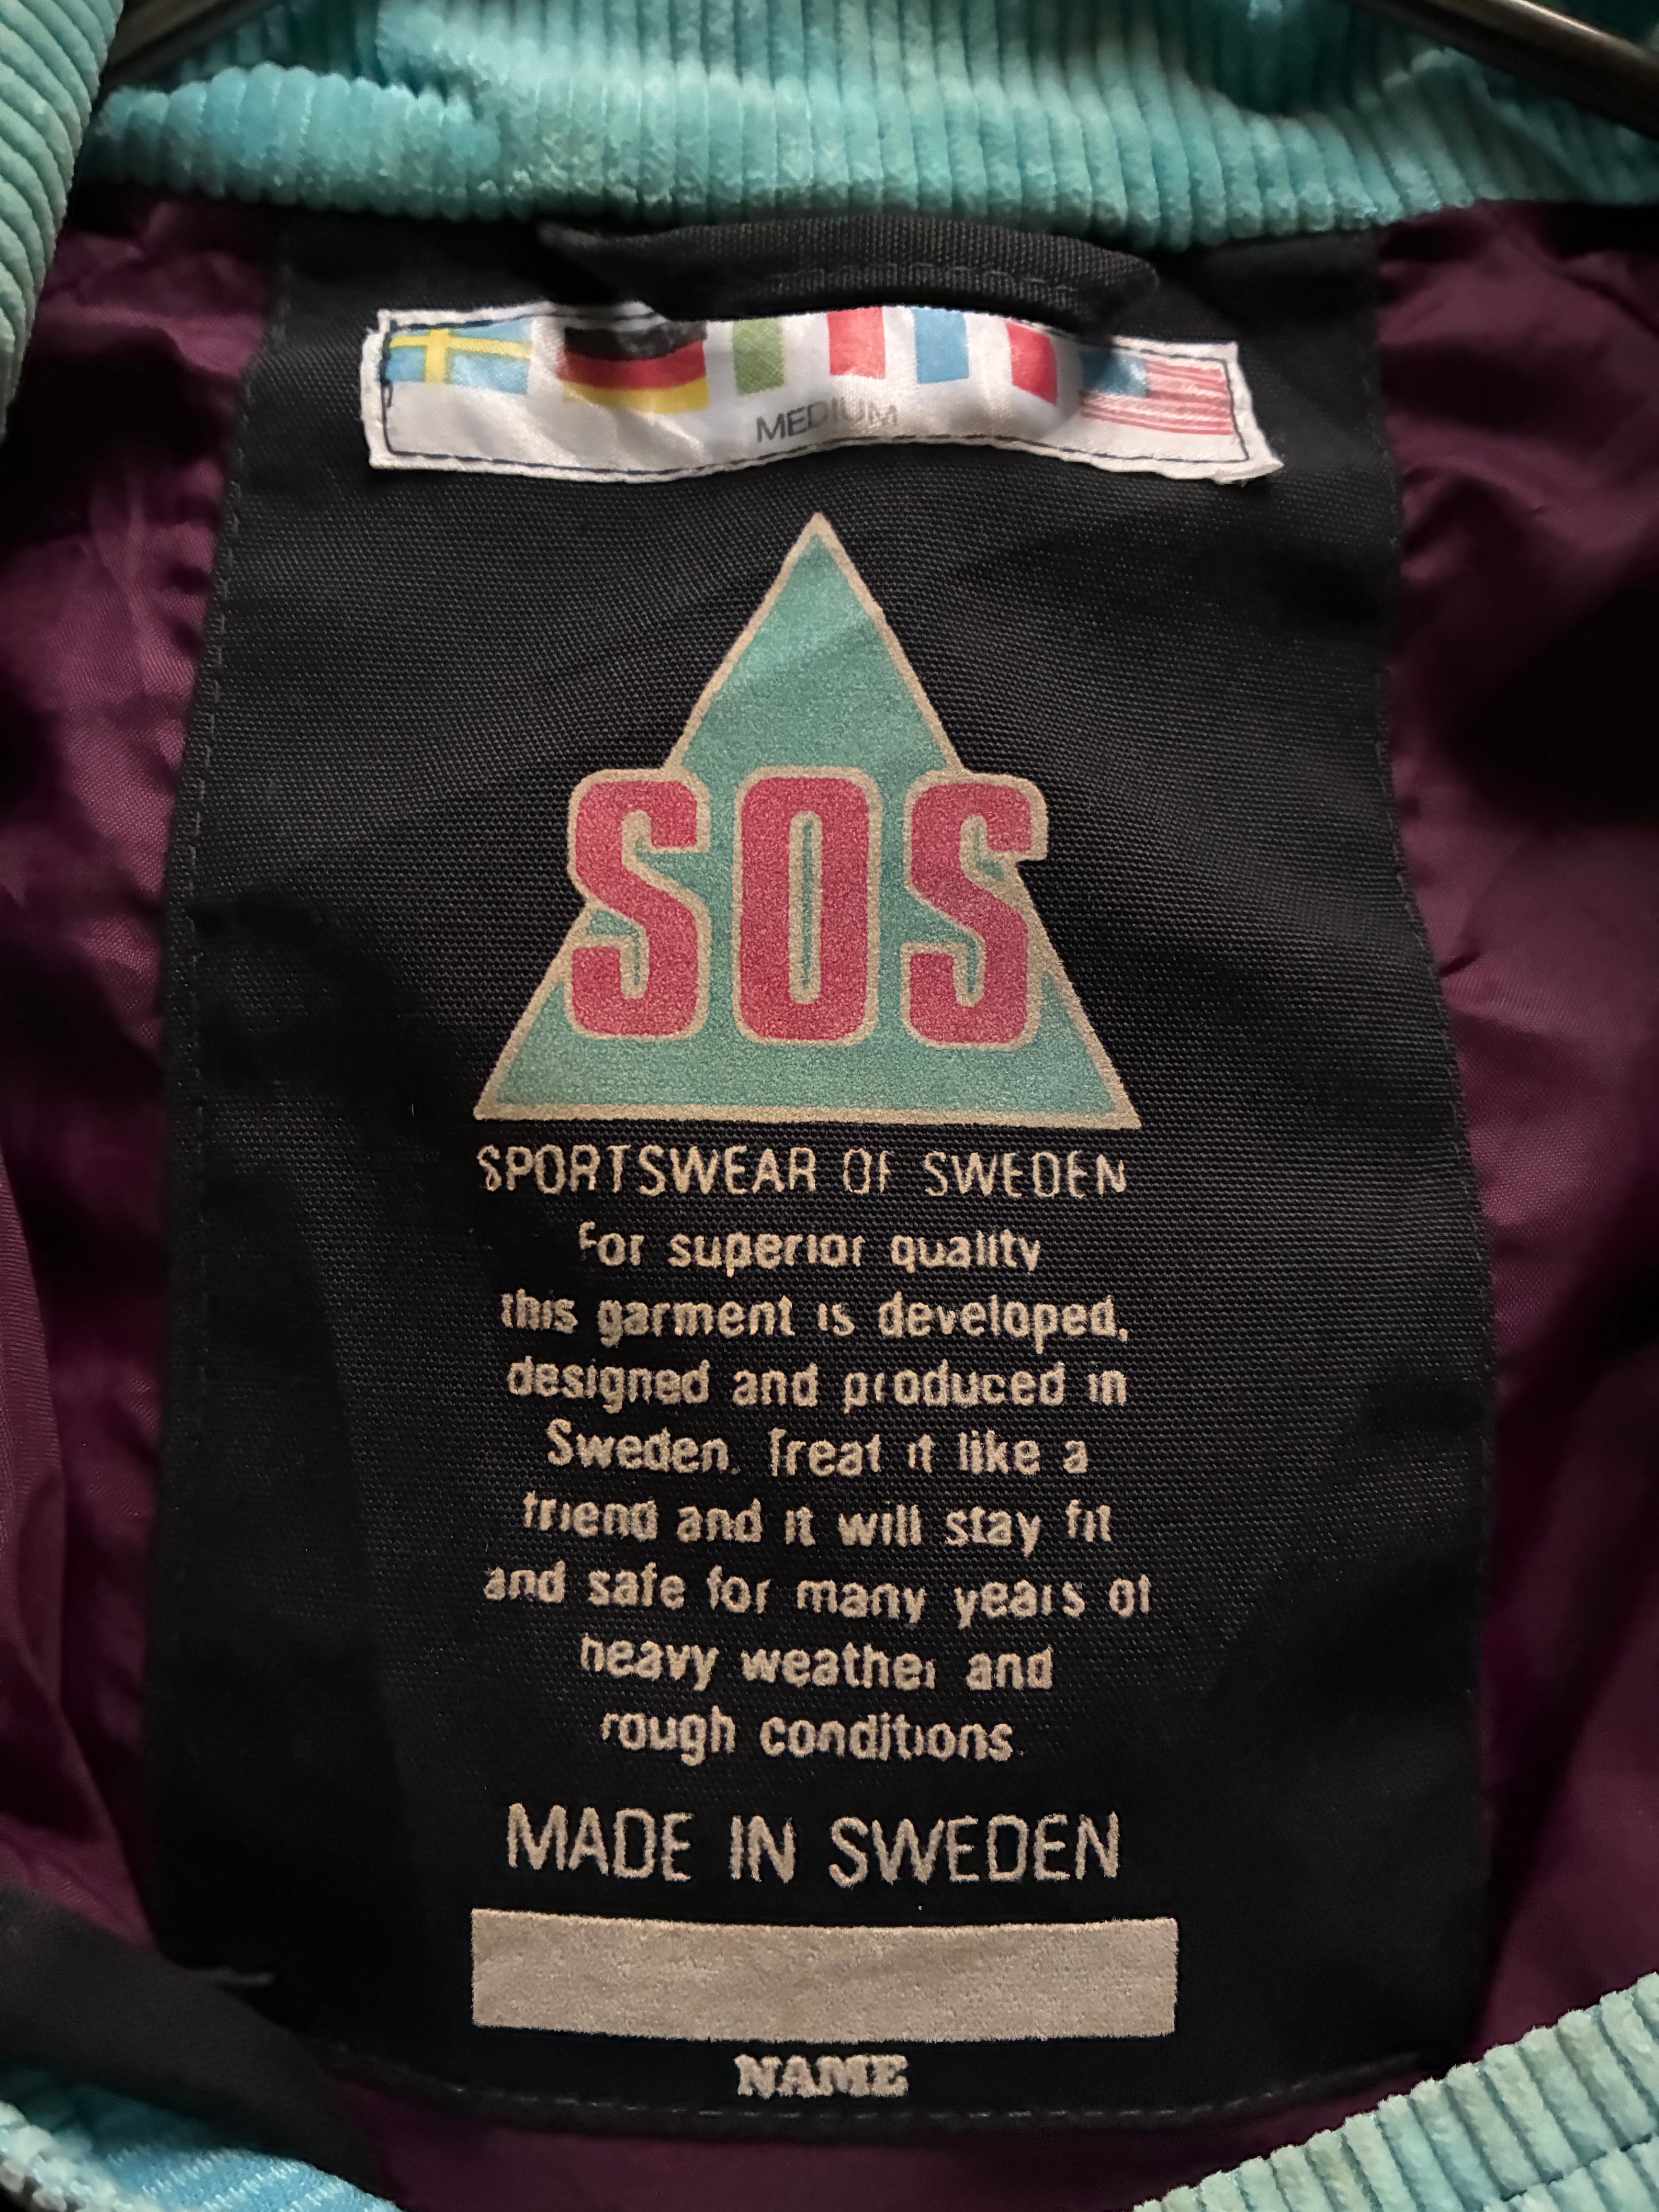 MEDIUM
SOS
SPORTSWEAR OF SWEDEN
For superior quality
this garment is developed,
designed and produced in
Sweden. Treat it like a
friend and it will stay fit
and safe for many years of
heavy weather and
rough conditions.
MADE IN SWEDEN
NAME